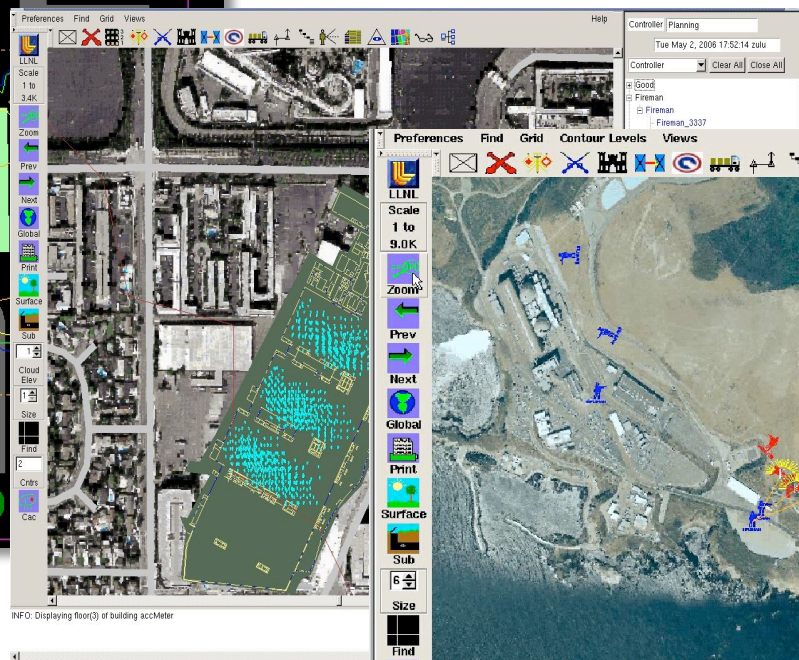 Preferences Find Grid Views Help
LLNL
Scale
1 to
3.4K
Zoom
Prev
Next
Global
Print
Surface
Sub
1
Cloud
Elev
1
Size
Find
2
Cntrs
Cac
INFO: Displaying floor(3) of building accMeter
Controller Planning
Tue May 2, 2006 17:52:14 zulu
Controller Clear All Close All
Good
Fireman
Fireman
Fireman_3337
Preferences Find Grid Contour Levels Views
LLNL
Scale
1 to
9.0K
Zoom
Prev
Next
Global
Print
Surface
Sub
6
Size
Find